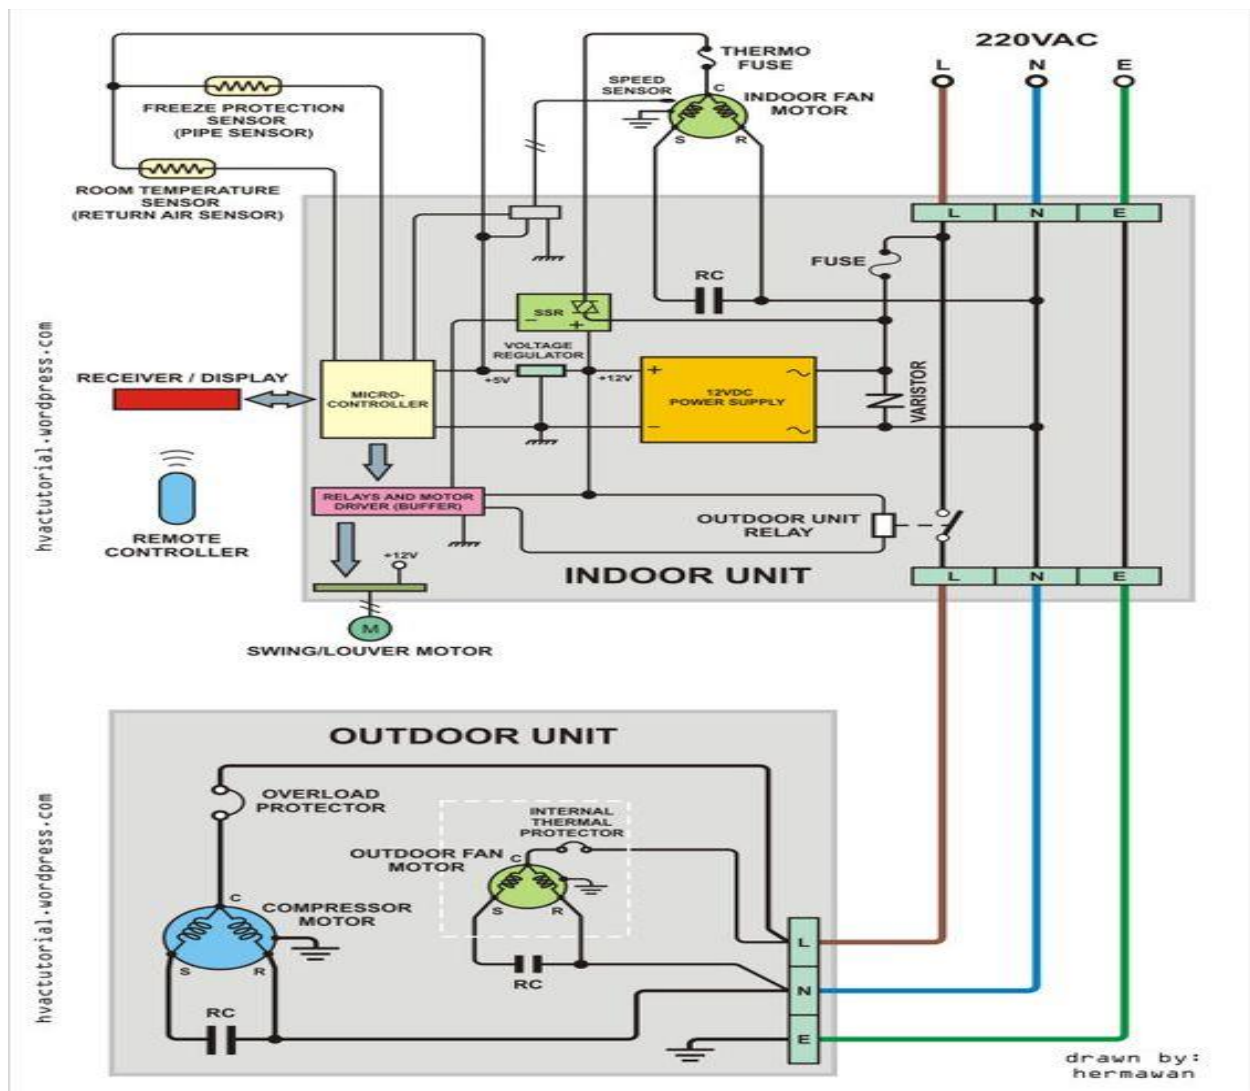 220VAC
L N E
THERMO
FUSE
SPEED
SENSOR
C
INDOOR FAN
MOTOR
S R
FREEZE PROTECTION
SENSOR
(PIPE SENSOR)
ROOM TEMPERATURE
SENSOR
(RETURN AIR SENSOR)
L N E
FUSE
RC
SSR
- +
VOLTAGE
REGULATOR
+5V +12V
MICRO-
CONTROLLER
+ ~
12VDC
POWER SUPPLY
- ~
VARISTOR
RECEIVER / DISPLAY
REMOTE
CONTROLLER
RELAYS AND MOTOR
DRIVER (BUFFER)
+12V
OUTDOOR UNIT
RELAY
INDOOR UNIT
L N E
M
SWING/LOUVER MOTOR
hvactutorial.wordpress.com
OUTDOOR UNIT
OVERLOAD
PROTECTOR
INTERNAL
THERMAL
PROTECTOR
OUTDOOR FAN
MOTOR
C
S R
RC
C
COMPRESSOR
MOTOR
S R
RC
L
N
E
hvactutorial.wordpress.com
drawn by:
hermawan